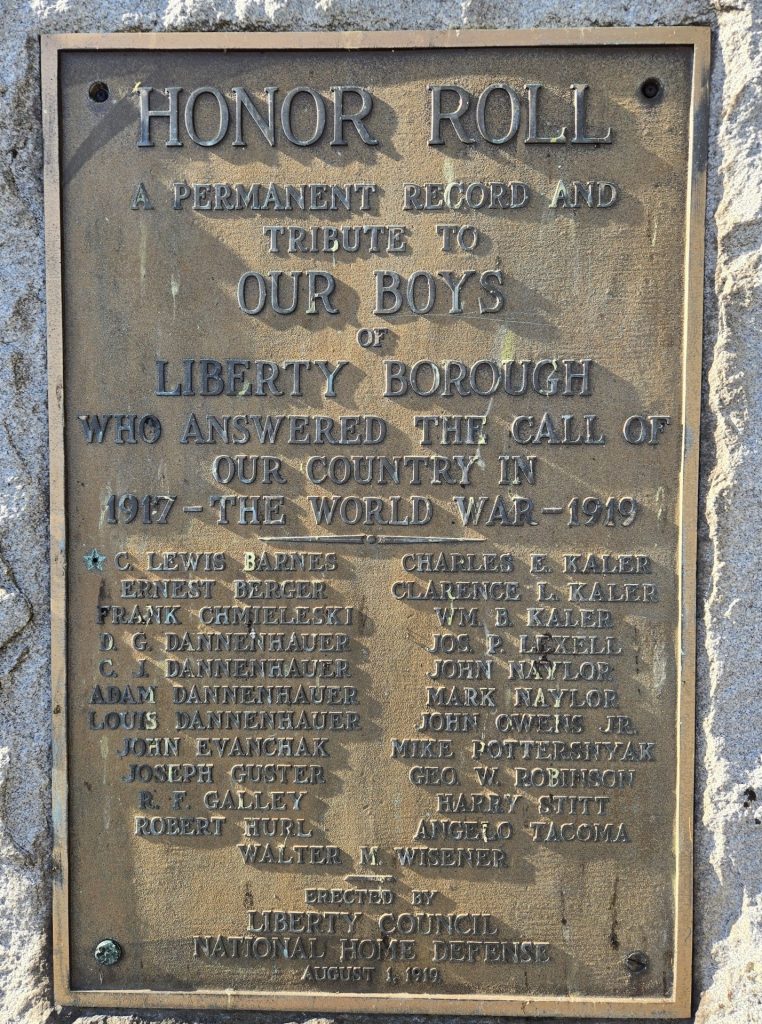 HONOR ROLL
A PERMANENT RECORD AND
TRIBUTE TO
OUR BOYS
OF
LIBERTY BOROUGH
WHO ANSWERED THE CALL OF
OUR COUNTRY IN
1917 - THE WORLD WAR - 1919
C. LEWIS BARNES
ERNEST BERGER
FRANK CHMIELESKI
D. G. DANNENHAUER
C. J. DANNENHAUER
ADAM DANNENHAUER
LOUIS DANNENHAUER
JOHN EVANCHAK
JOSEPH GUSTER
R. F. GALLEY
ROBERT HURL
CHARLES E. KALER
CLARENCE L. KALER
WM. B. KALER
JOS. P. LEXELL
JOHN NAYLOR
MARK NAYLOR
JOHN OWENS JR.
MIKE POTTERSNYAK
GEO. W. ROBINSON
HARRY STITT
ANGELO TACOMA
WALTER M. WISENER
ERECTED BY
LIBERTY COUNCIL
NATIONAL HOME DEFENSE
AUGUST 1, 1919